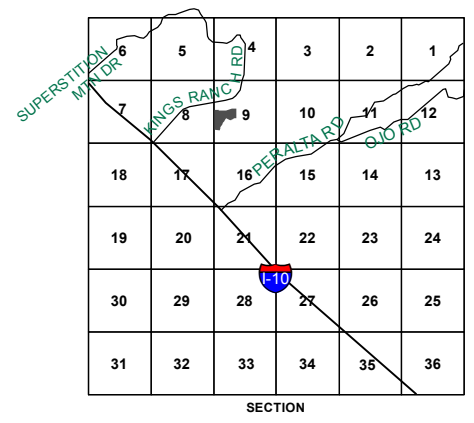 6 5 4 3 2 1
SUPERSTITION
MTN DR
KINGS RANCH RD
7 8 9 10 11 12
PERALTA RD
OJO RD
18 17 16 15 14 13
19 20 21 22 23 24
I-10
30 29 28 27 26 25
31 32 33 34 35 36
SECTION